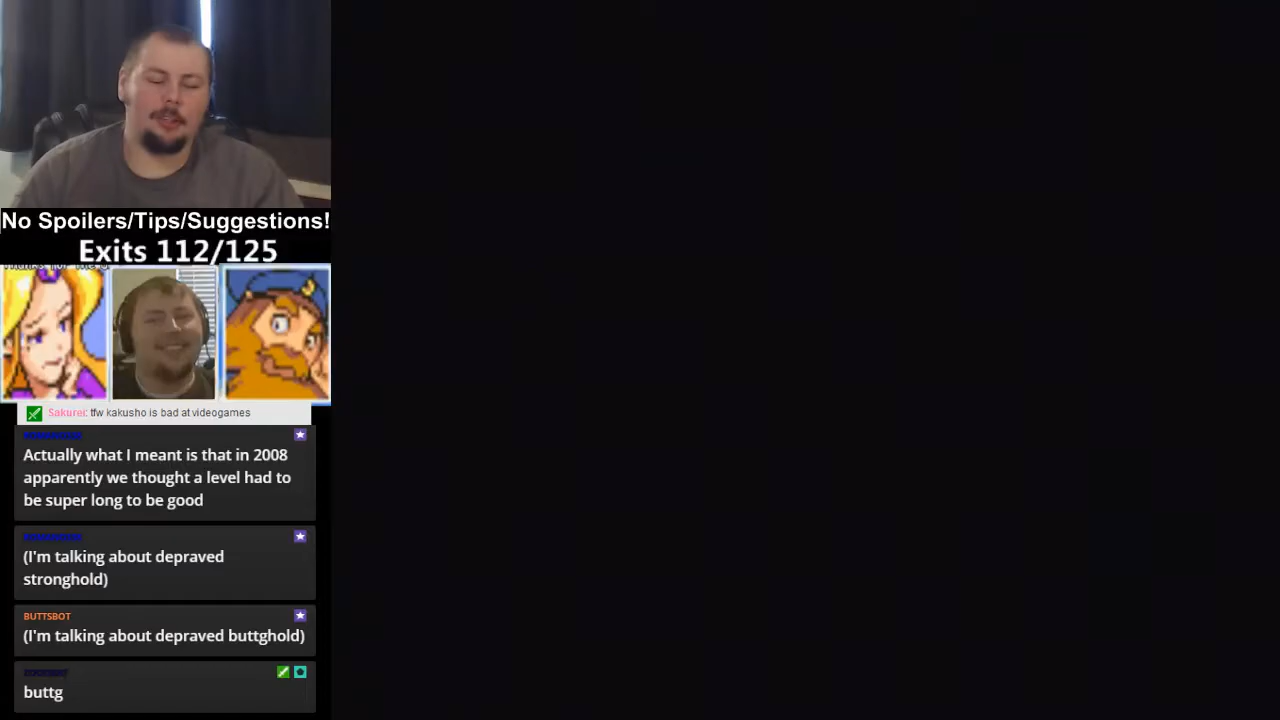 No Spoilers/Tips/Suggestions!
Exits 112/125
Sakurei: tfw kakusho is bad at videogames
Actually what I meant is that in 2008
apparently we thought a level had to
be super long to be good
(I'm talking about depraved
stronghold)
BUTTSBOT
(I'm talking about depraved buttghold)
buttg